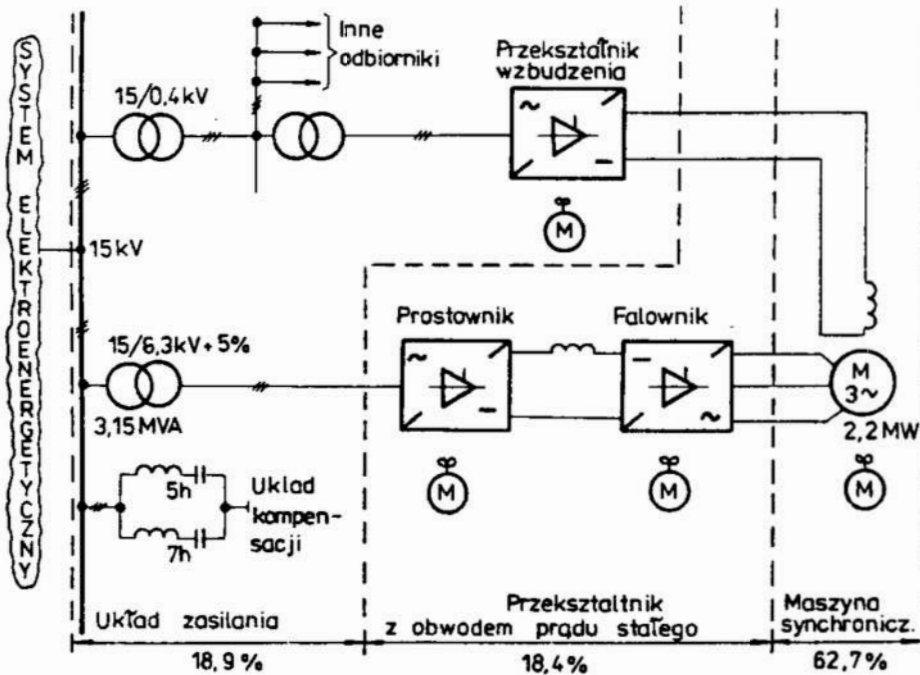 SYSTEM ELEKTROENERGETYCZNY
Inne
odbiorniki
Przekształnik
wzbudzenia
15/0,4kV
~
–
M
15kV
Prostownik
Falownik
15/6,3kV+5%
~
–
–
~
M
3~
3,15MVA
2,2MW
M
M
M
5h
7h
Układ
kompen-
sacji
Układ zasilania
Przekształtnik
z obwodem prądu stałego
Maszyna
synchronicz.
18,9%
18,4%
62,7%